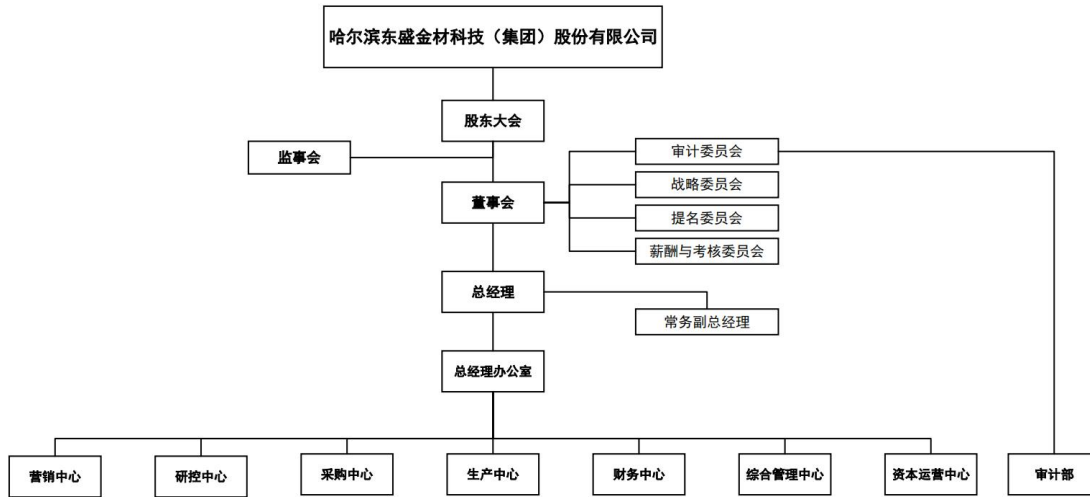 哈尔滨东盛金材科技（集团）股份有限公司
股东大会
监事会
审计委员会
战略委员会
董事会
提名委员会
薪酬与考核委员会
总经理
常务副总经理
总经理办公室
营销中心
研控中心
采购中心
生产中心
财务中心
综合管理中心
资本运营中心
审计部